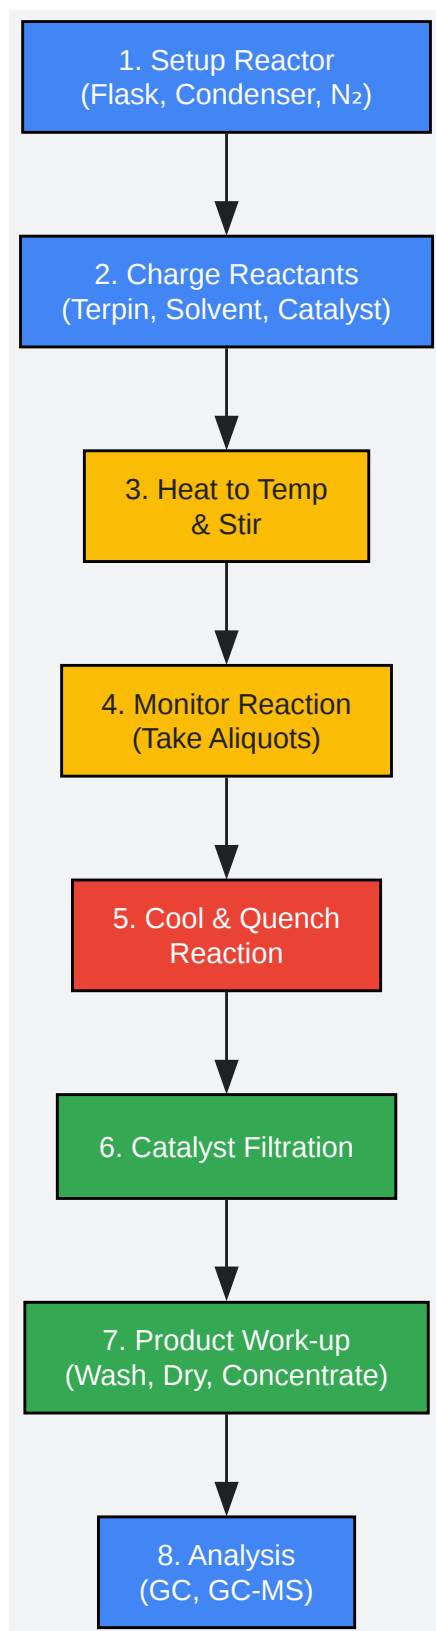 1. Setup Reactor
(Flask, Condenser, N₂)
2. Charge Reactants
(Terpin, Solvent, Catalyst)
3. Heat to Temp
& Stir
4. Monitor Reaction
(Take Aliquots)
5. Cool & Quench
Reaction
6. Catalyst Filtration
7. Product Work-up
(Wash, Dry, Concentrate)
8. Analysis
(GC, GC-MS)